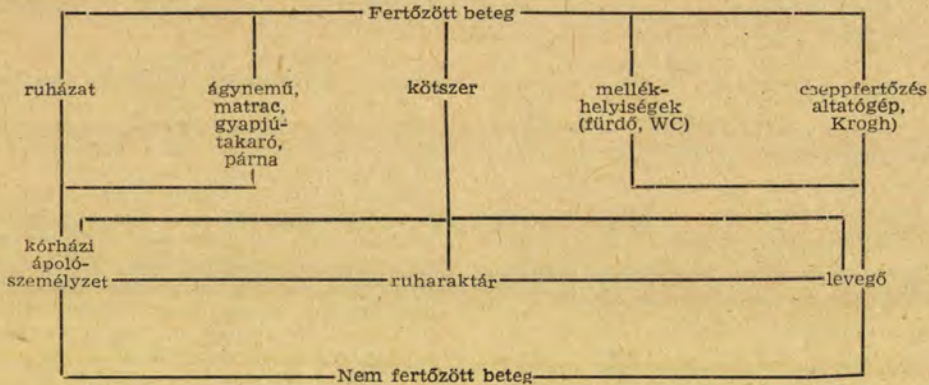 Fertőzött beteg
ruházat
ágynemű,
matrac,
gyapjú-
takaró,
párna
kötszer
mellék-
helyiségek
(fürdő, WC)
cseppfertőzés
altatógép,
Krogh)
kórházi
ápoló-
személyzet
ruharaktár
levegő
Nem fertőzött beteg